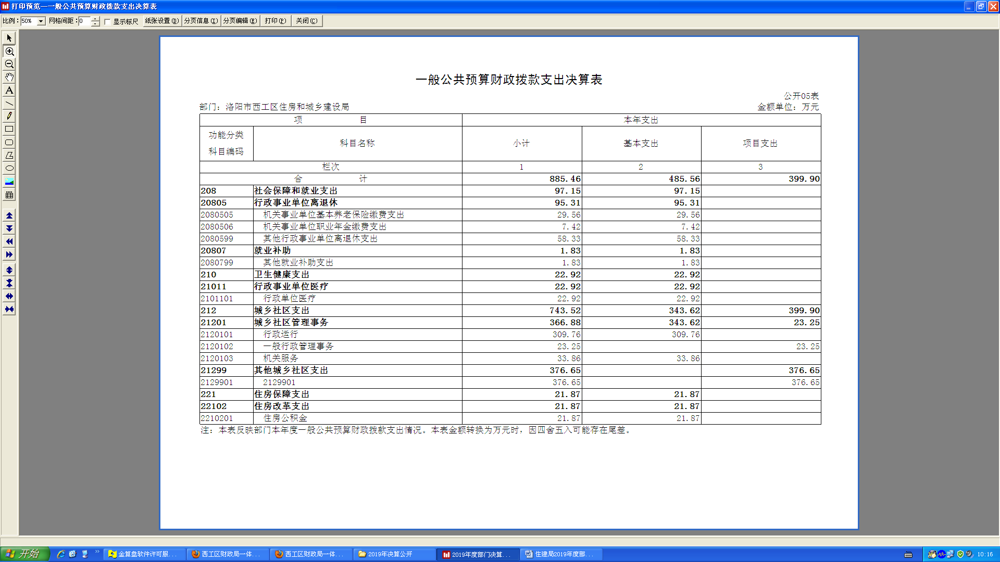 打印预览—一般公共预算财政拨款支出决算表
比例：50% 网格间距：0 显示标尺 纸张设置(D) 分页信息(I) 分页编辑(E) 打印(P) 关闭(C)
一般公共预算财政拨款支出决算表
公开05表
部门：洛阳市西工区住房和城乡建设局 金额单位：万元
项 目 本年支出
功能分类科目编码 科目名称 小计 基本支出 项目支出
栏次 1 2 3
合 计 885.46 485.56 399.90
208 社会保障和就业支出 97.15 97.15
20805 行政事业单位离退休 95.31 95.31
2080505 机关事业单位基本养老保险缴费支出 29.56 29.56
2080506 机关事业单位职业年金缴费支出 7.42 7.42
2080599 其他行政事业单位离退休支出 58.33 58.33
20807 就业补助 1.83 1.83
2080799 其他就业补助支出 1.83 1.83
210 卫生健康支出 22.92 22.92
21011 行政事业单位医疗 22.92 22.92
2101101 行政单位医疗 22.92 22.92
212 城乡社区支出 743.52 343.62 399.90
21201 城乡社区管理事务 366.88 343.62 23.25
2120101 行政运行 309.76 309.76
2120102 一般行政管理事务 23.25 23.25
2120103 机关服务 33.86 33.86
21299 其他城乡社区支出 376.65 376.65
2129901 2129901 376.65 376.65
221 住房保障支出 21.87 21.87
22102 住房改革支出 21.87 21.87
2210201 住房公积金 21.87 21.87
注：本表反映部门本年度一般公共预算财政拨款支出情况。本表金额转换为万元时，因四舍五入可能存在尾差。
开始 金算盘软件许可服... 西工区财政局一体... 西工区财政局一体... 2019年决算公开 2019年度部门决算... 住建局2019年度部... 10:16